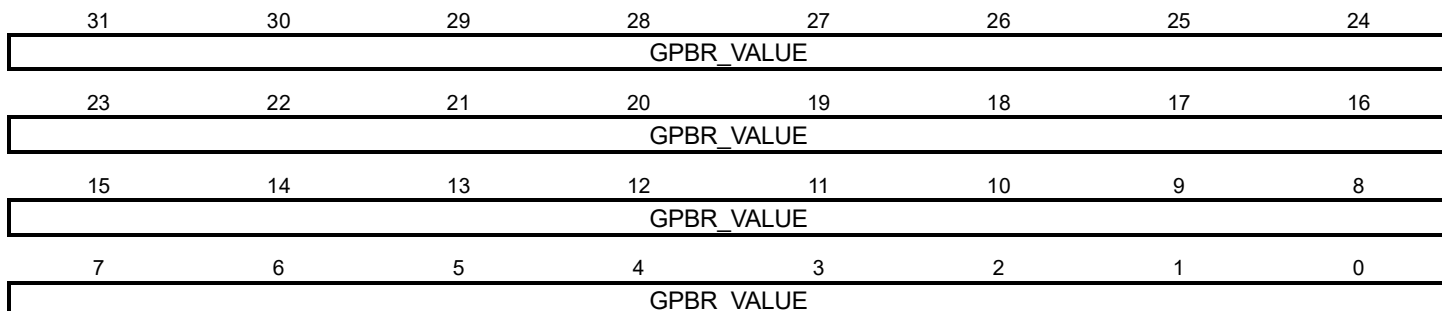 31 30 29 28 27 26 25 24
GPBR_VALUE
23 22 21 20 19 18 17 16
GPBR_VALUE
15 14 13 12 11 10 9 8
GPBR_VALUE
7 6 5 4 3 2 1 0
GPBR_VALUE